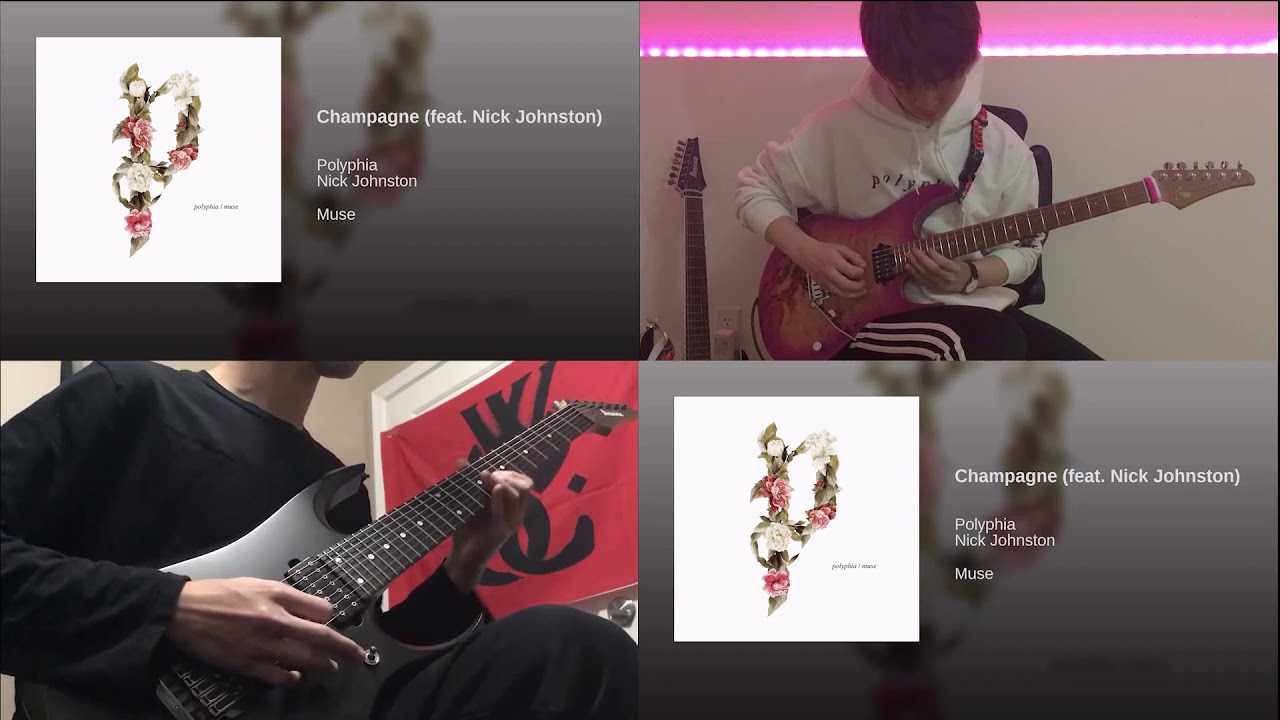 polyphia / muse
Champagne (feat. Nick Johnston)
Polyphia
Nick Johnston
Muse
polyp
polyphia / muse
Champagne (feat. Nick Johnston)
Polyphia
Nick Johnston
Muse